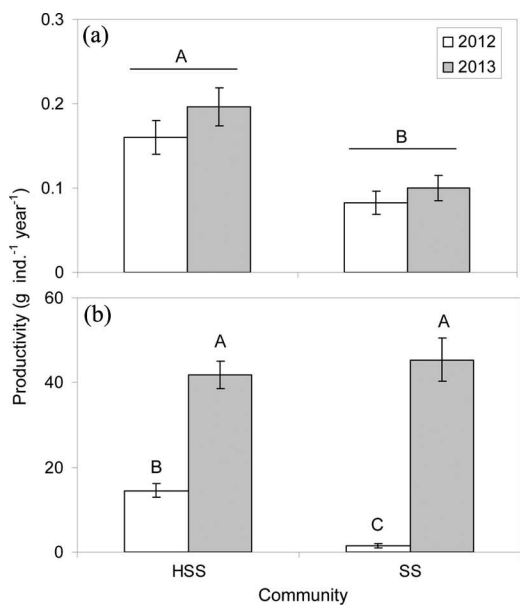 0.3
(a)
2012
2013
A
0.2
B
0.1
0
Productivity (g ind.-1 year-1)
60
(b)
A
A
40
20
B
C
0
HSS
SS
Community